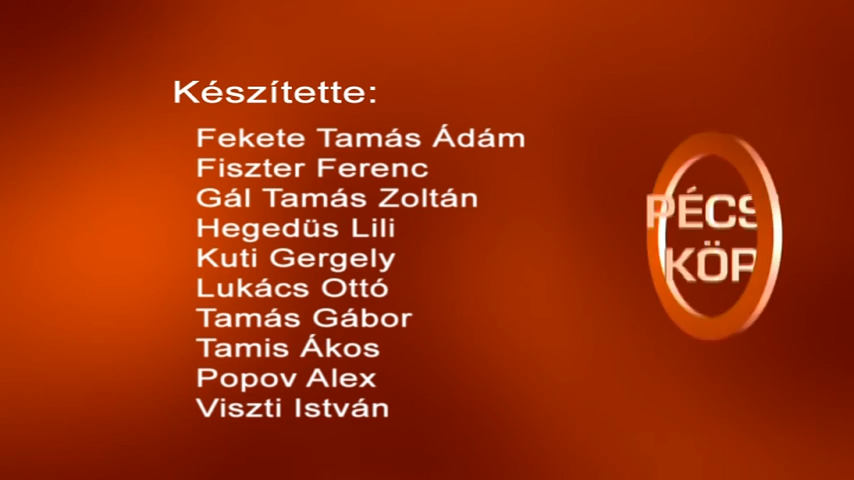 Készítette:
Fekete Tamás Ádám
Fiszter Ferenc
Gál Tamás Zoltán
Hegedüs Lili
Kuti Gergely
Lukács Ottó
Tamás Gábor
Tamis Ákos
Popov Alex
Viszti István
PÉCS
KÖR